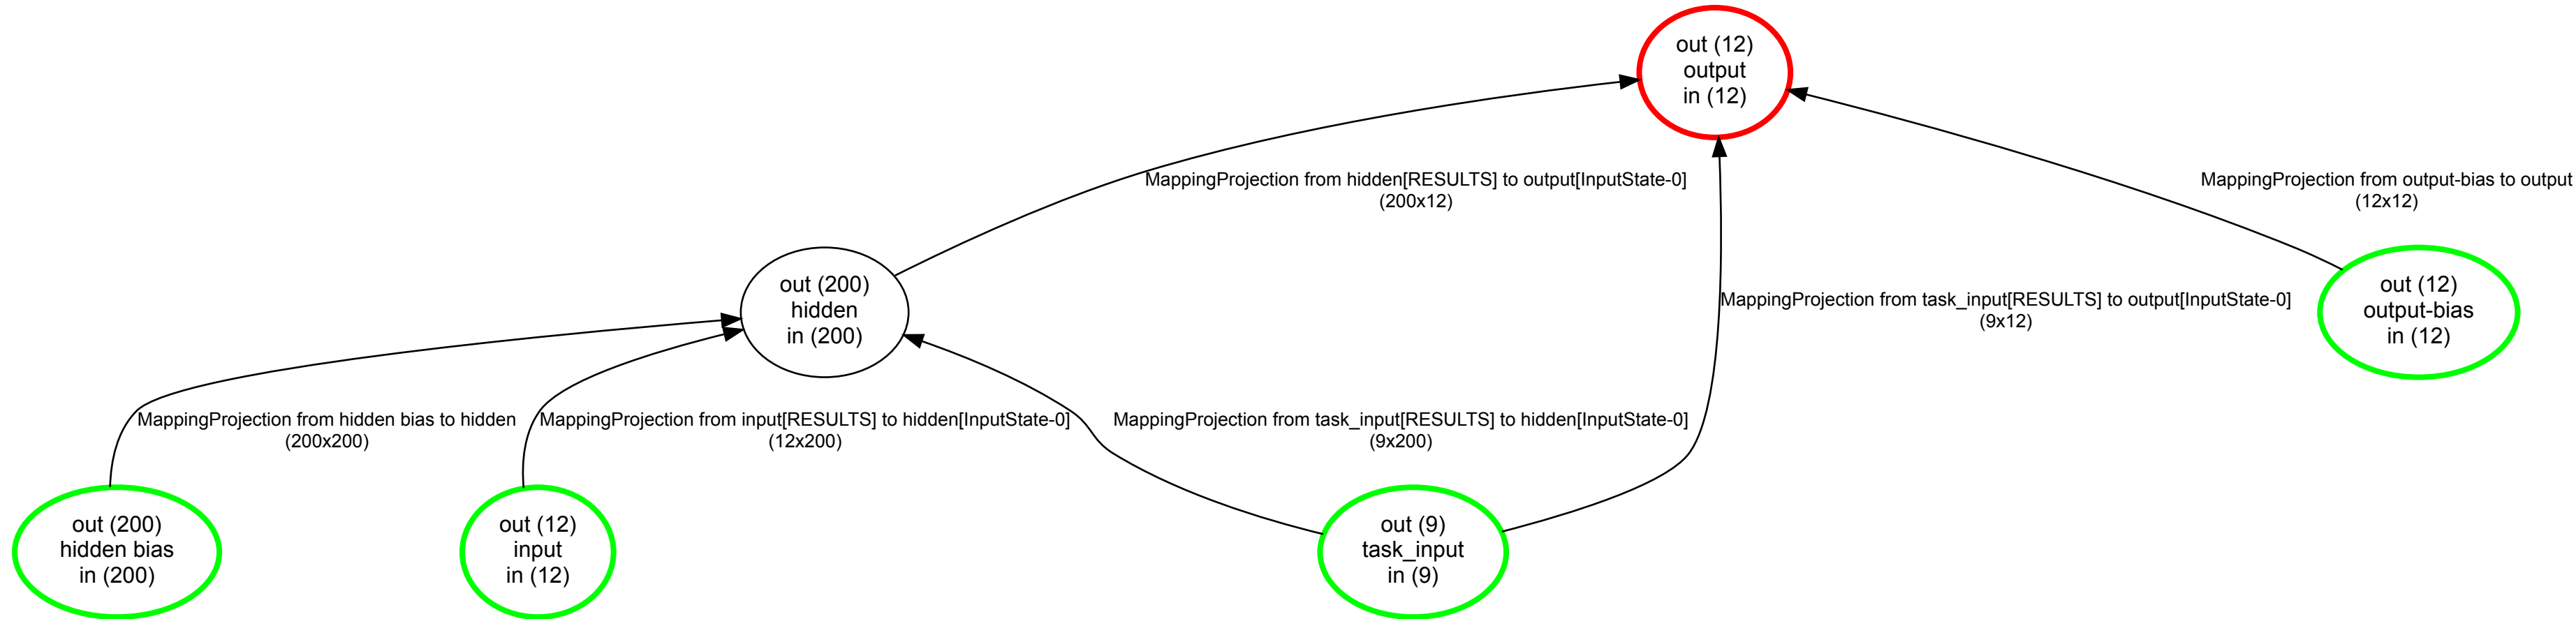 out (12)
output
in (12)
MappingProjection from hidden[RESULTS] to output[InputState-0]
(200x12)
MappingProjection from output-bias to output
(12x12)
out (200)
hidden
in (200)
MappingProjection from task_input[RESULTS] to output[InputState-0]
(9x12)
out (12)
output-bias
in (12)
MappingProjection from hidden bias to hidden
(200x200)
MappingProjection from input[RESULTS] to hidden[InputState-0]
(12x200)
MappingProjection from task_input[RESULTS] to hidden[InputState-0]
(9x200)
out (200)
hidden bias
in (200)
out (12)
input
in (12)
out (9)
task_input
in (9)